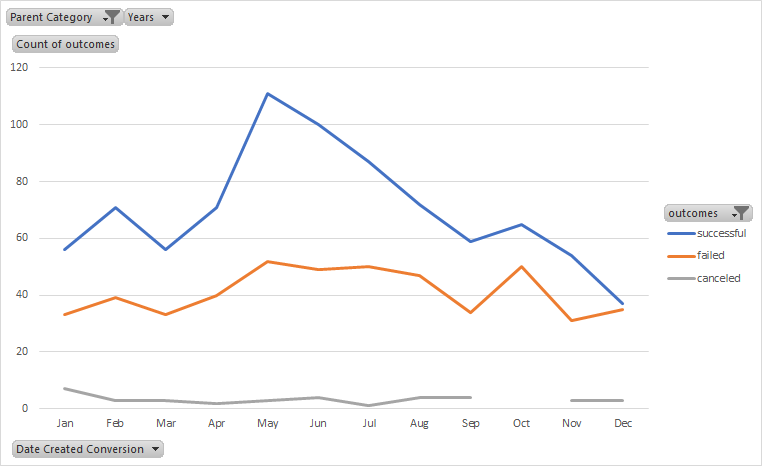 Parent Category Years
Count of outcomes
120
100
80
60
40
20
0
Jan Feb Mar Apr May Jun Jul Aug Sep Oct Nov Dec
outcomes
successful
failed
canceled
Date Created Conversion